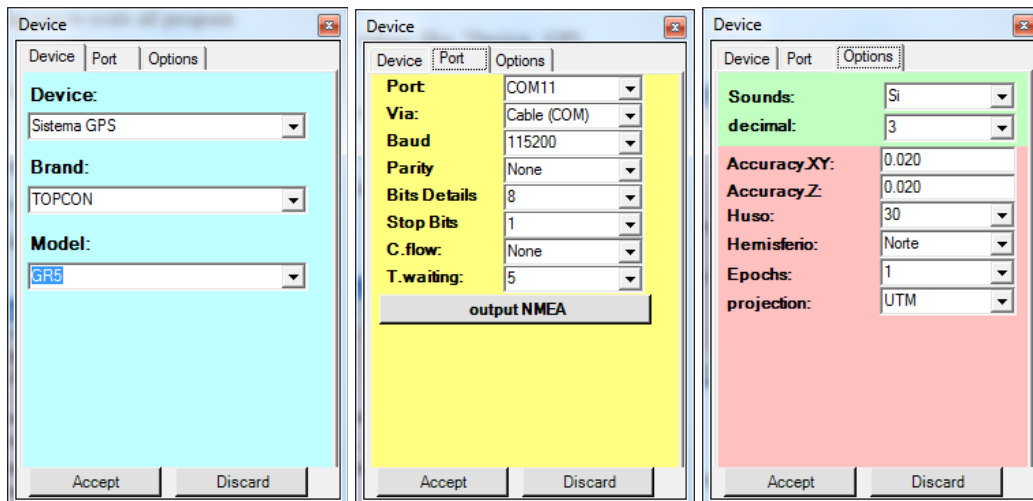 Device
Device Port Options
Device:
Sistema GPS
Brand:
TOPCON
Model:
GR5
Accept Discard
Device
Device Port Options
Port: COM11
Via: Cable (COM)
Baud 115200
Parity None
Bits Details 8
Stop Bits 1
C.flow: None
T.waiting: 5
output NMEA
Accept Discard
Device
Device Port Options
Sounds: Si
decimal: 3
Accuracy.XY: 0.020
Accuracy.Z: 0.020
Huso: 30
Hemisferio: Norte
Epochs: 1
projection: UTM
Accept Discard